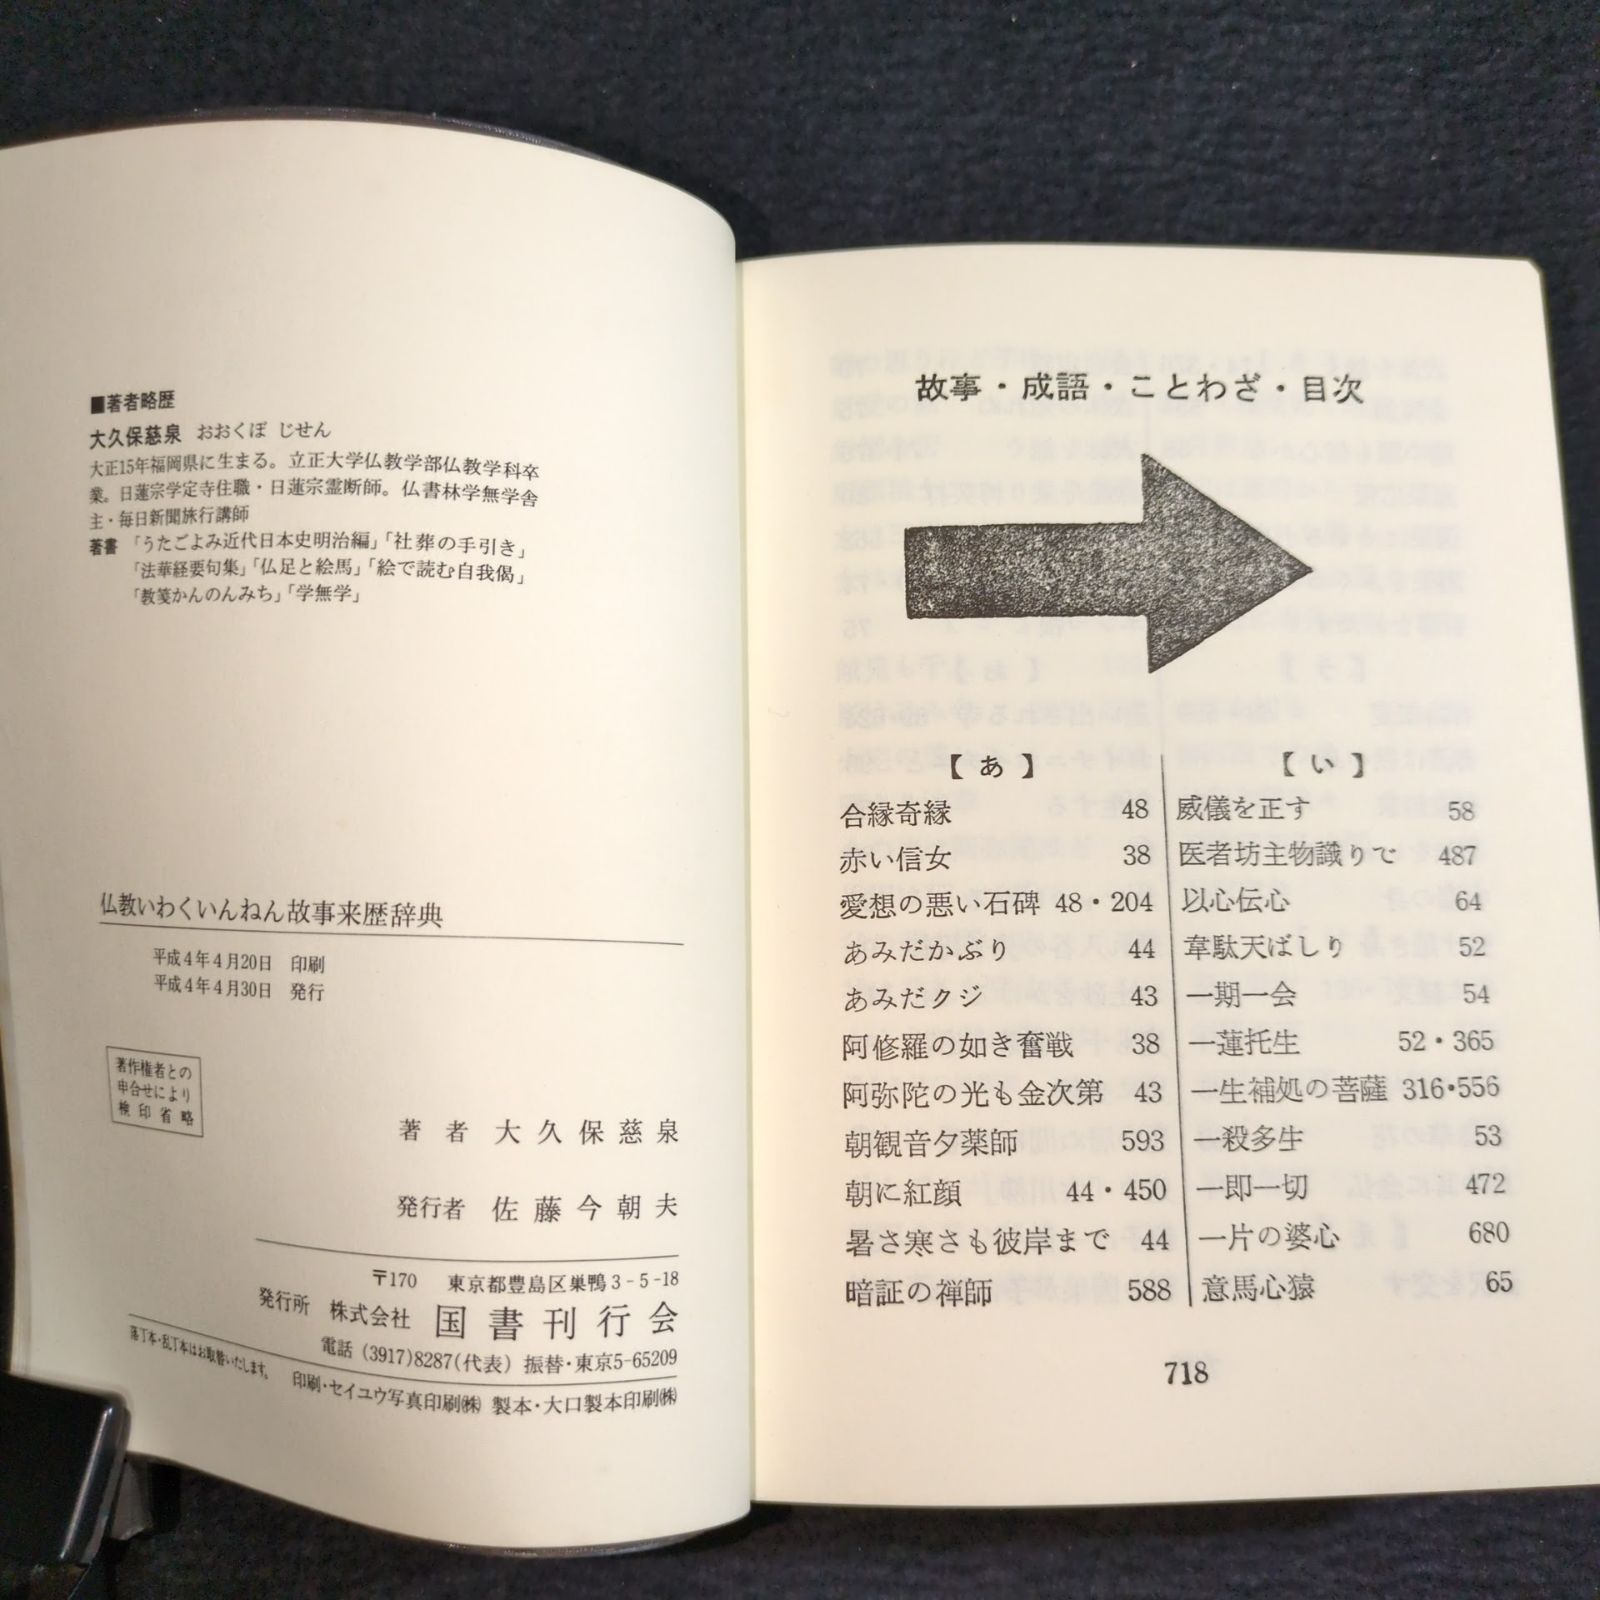 ■著者略歴
大久保慈泉 おおくぼ じせん
大正15年福岡県に生まる。立正大学仏教学部仏教学科卒
業。日蓮宗学定寺住職・日蓮宗霊断師。仏書林学無学舎
主・毎日新聞旅行講師
著書 「うたごよみ近代日本史明治編」「社葬の手引き」
「法華経要句集」「仏足と絵馬」「絵で読む自我偈」
「教箋かんのんみち」「学無学」
仏教いわくいんねん故事来歴辞典
平成4年4月20日 印刷
平成4年4月30日 発行
著作権者との
申合せにより
検印省略
著者 大久保慈泉
発行者 佐藤今朝夫
〒170 東京都豊島区巣鴨3-5-18
発行所 株式会社 国書刊行会
電話(3917)8287(代表) 振替・東京5-65209
落丁本・乱丁本はお取替いたします。 印刷・セイユウ写真印刷㈱ 製本・大口製本印刷㈱
故事・成語・ことわざ・目次
【あ】
合縁奇縁 48
赤い信女 38
愛想の悪い石碑 48・204
あみだかぶり 44
あみだクジ 43
阿修羅の如き奮戦 38
阿弥陀の光も金次第 43
朝観音夕薬師 593
朝に紅顔 44・450
暑さ寒さも彼岸まで 44
暗証の禅師 588
【い】
威儀を正す 58
医者坊主物識りで 487
以心伝心 64
韋駄天ばしり 52
一期一会 54
一蓮托生 52・365
一生補処の菩薩 316・556
一殺多生 53
一即一切 472
一片の婆心 680
意馬心猿 65
718